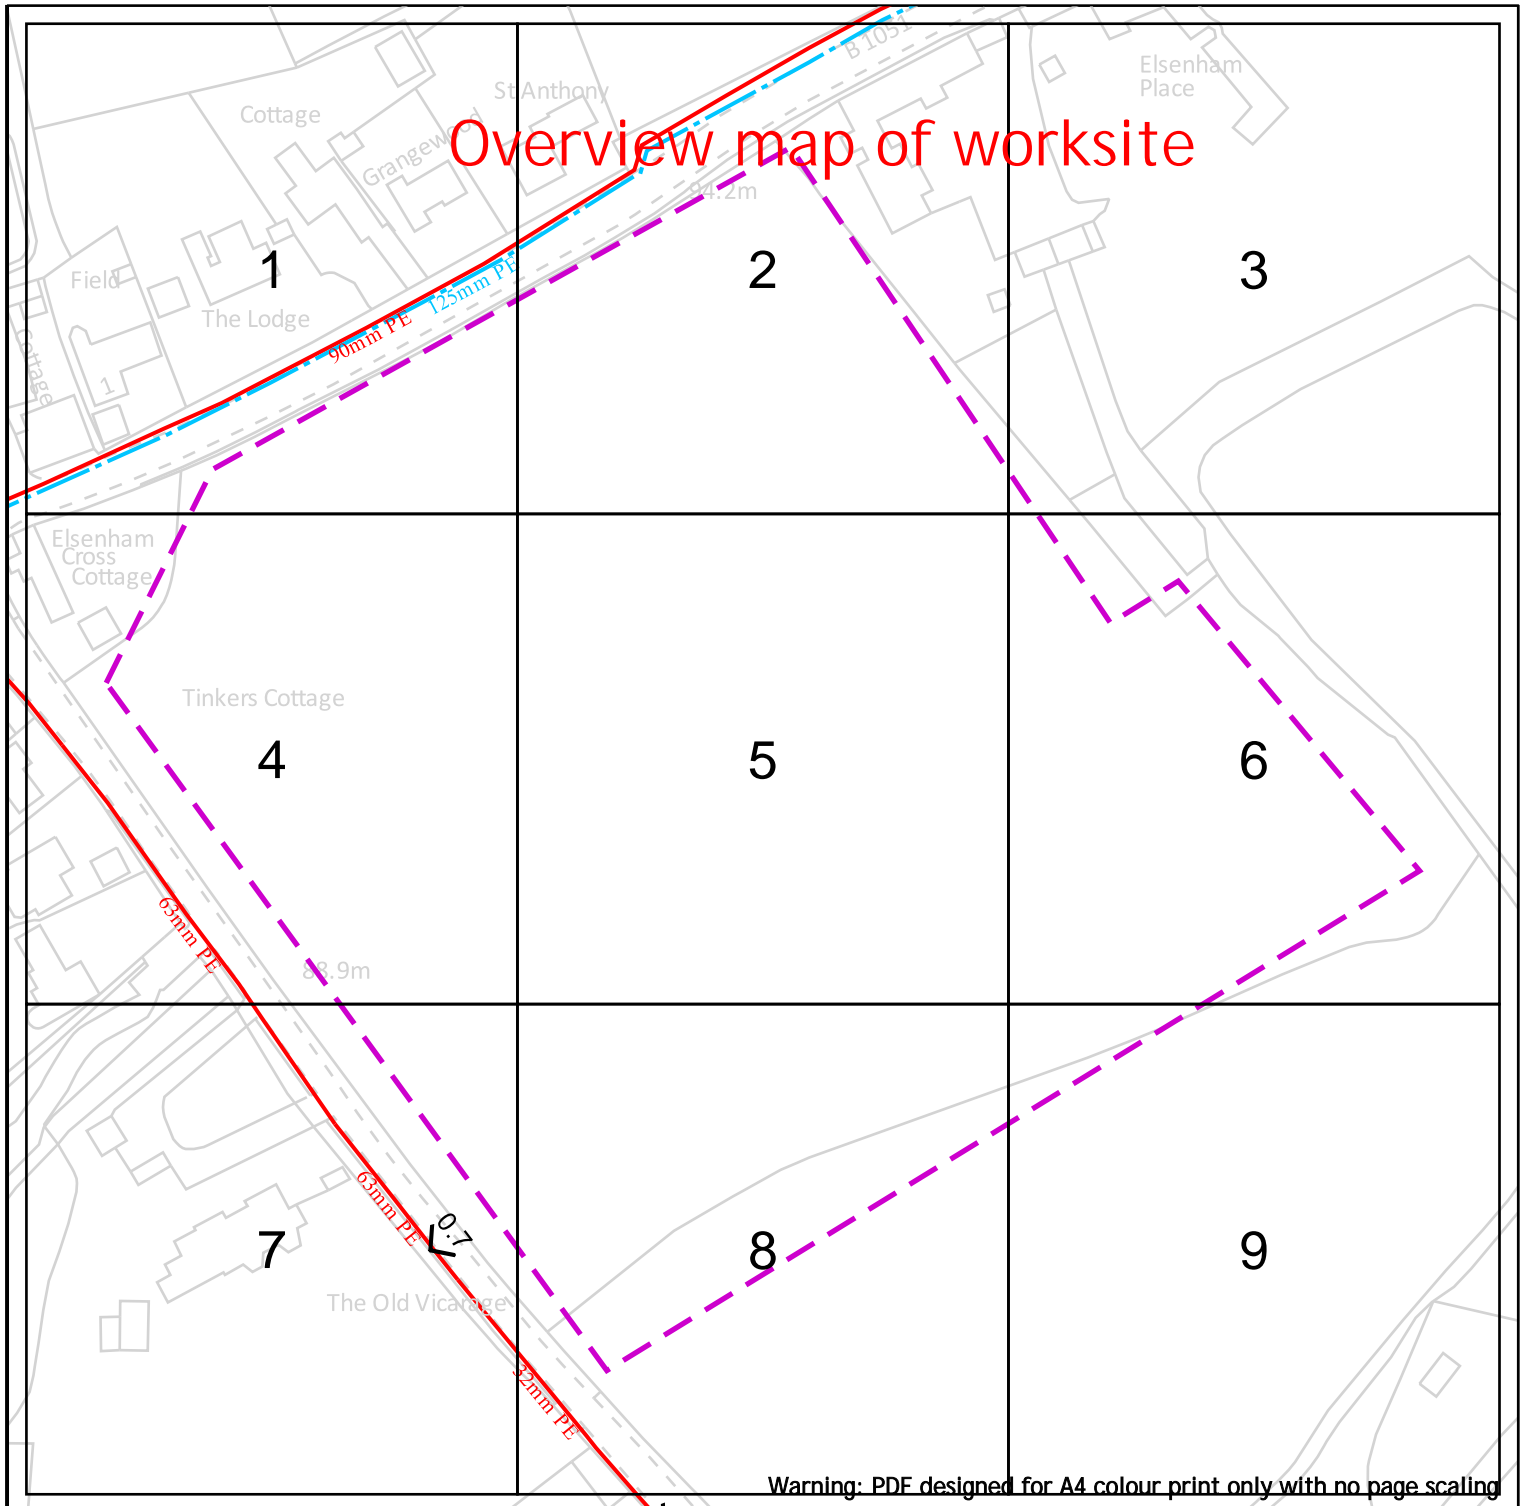 B 1051
Elsenham
Place
St Anthony
Cottage
Grangewood
Overview map of worksite
94.2m
1
2
3
Field
125mm PE
The Lodge
90mm PE
Cottage
1
Elsenham
Cross
Cottage
Tinkers Cottage
4
5
6
63mm PE
88.9m
63mm PE
0.7
7
8
9
The Old Vicarage
32mm PE
Warning: PDF designed for A4 colour print only with no page scaling